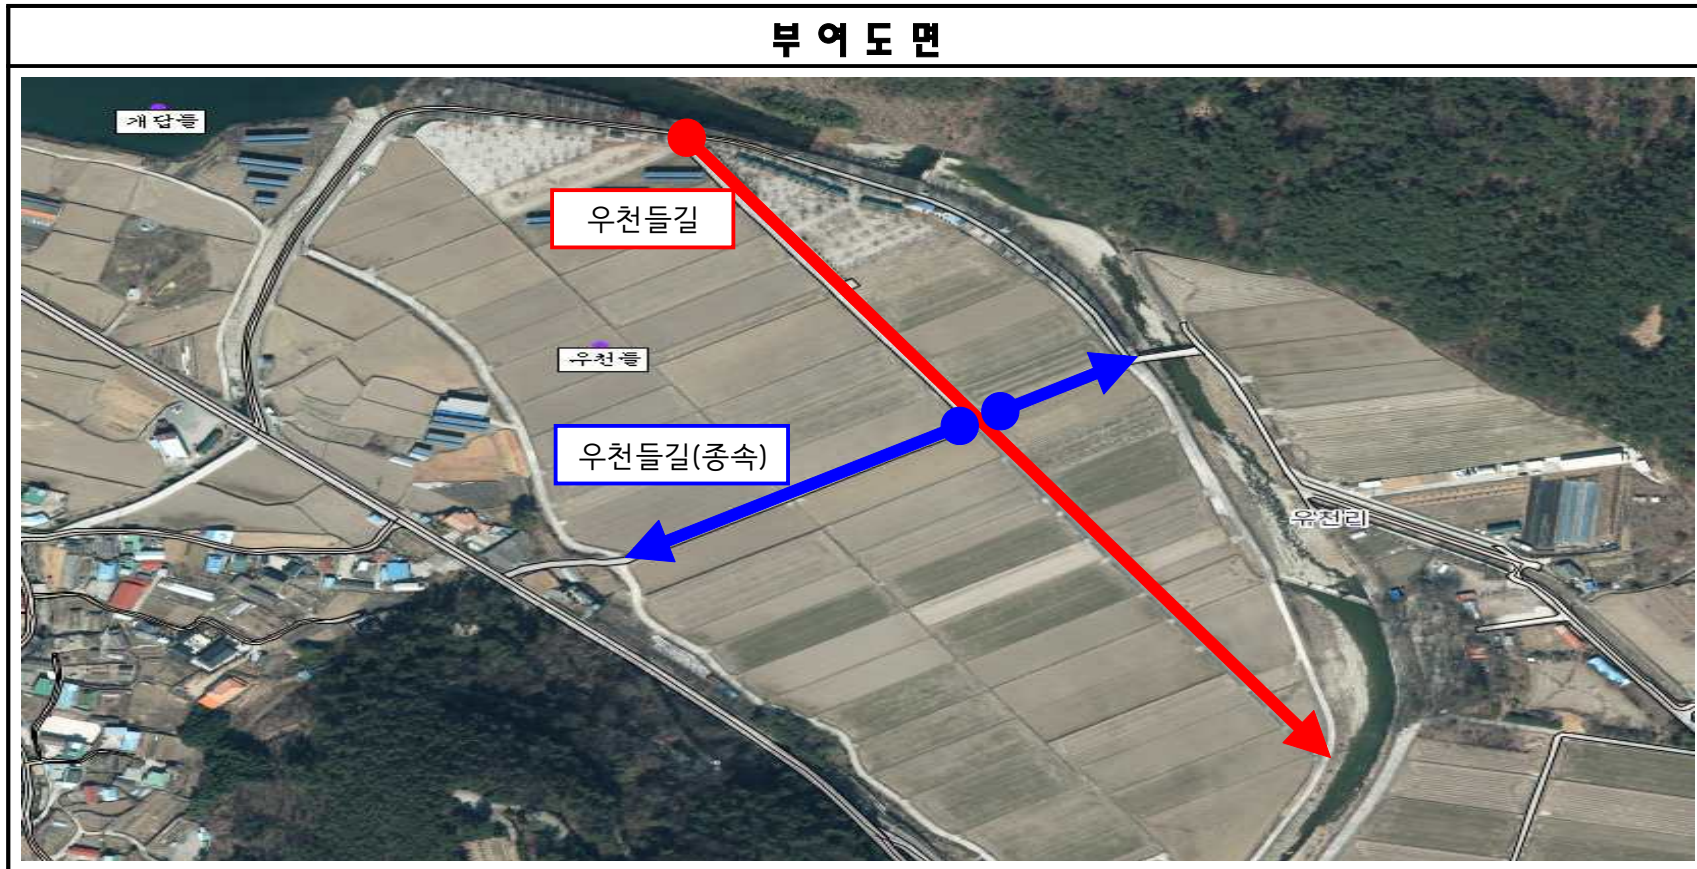 부 여 도 면
개답들
우천들길
우천들
우천들길(종속)
우천리